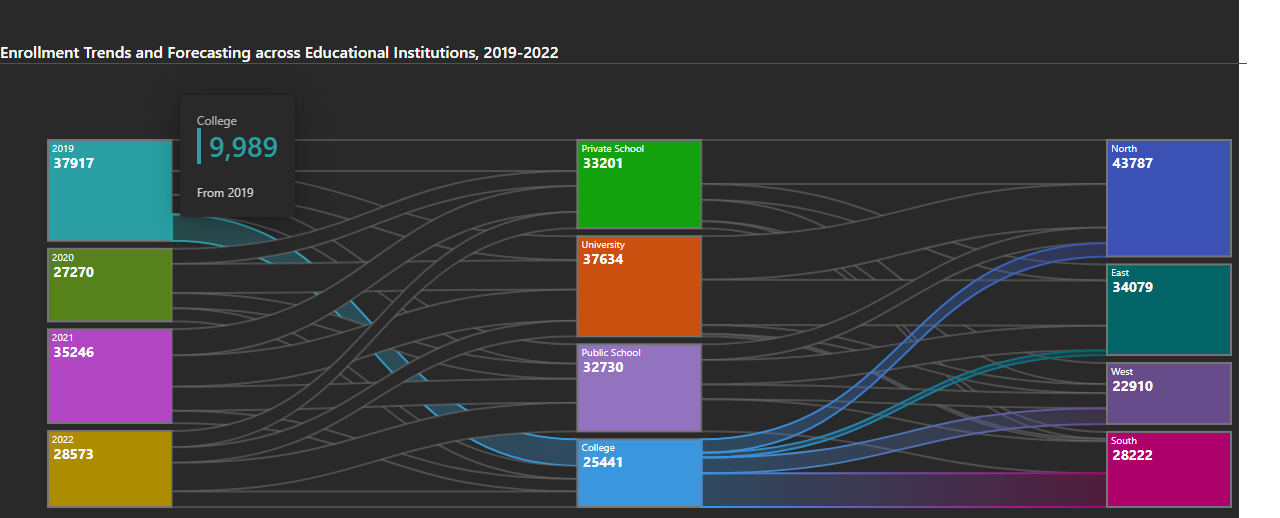 Enrollment Trends and Forecasting across Educational Institutions, 2019-2022
College
9,989
From 2019
2019
37917
2020
27270
2021
35246
2022
28573
Private School
33201
University
37634
Public School
32730
College
25441
North
43787
East
34079
West
22910
South
28222